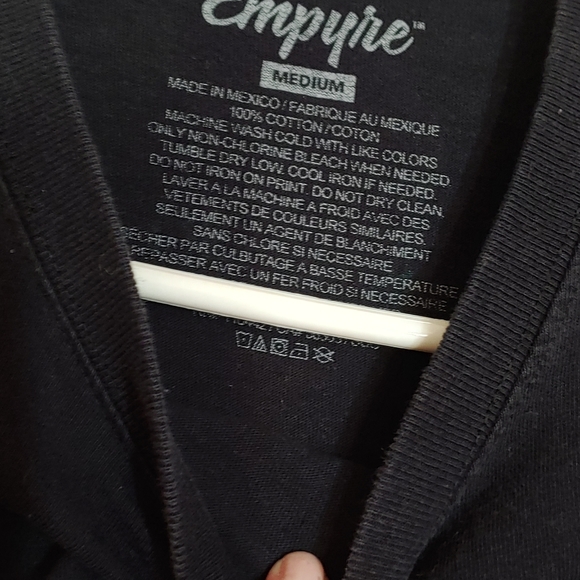 Empyre™
MEDIUM
MADE IN MEXICO / FABRIQUE AU MEXIQUE
100% COTTON / COTON
MACHINE WASH COLD WITH LIKE COLORS
ONLY NON-CHLORINE BLEACH WHEN NEEDED.
TUMBLE DRY LOW. COOL IRON IF NEEDED.
DO NOT IRON ON PRINT. DO NOT DRY CLEAN.
LAVER A LA MACHINE A FROID AVEC DES
VETEMENTS DE COULEURS SIMILAIRES.
SEULEMENT UN AGENT DE BLANCHIMENT
SANS CHLORE SI NECESSAIRE
SÉCHER PAR CULBUTAGE A BASSE TEMPERATURE
REPASSER AVEC UN FER FROID SI NECESSAIRE